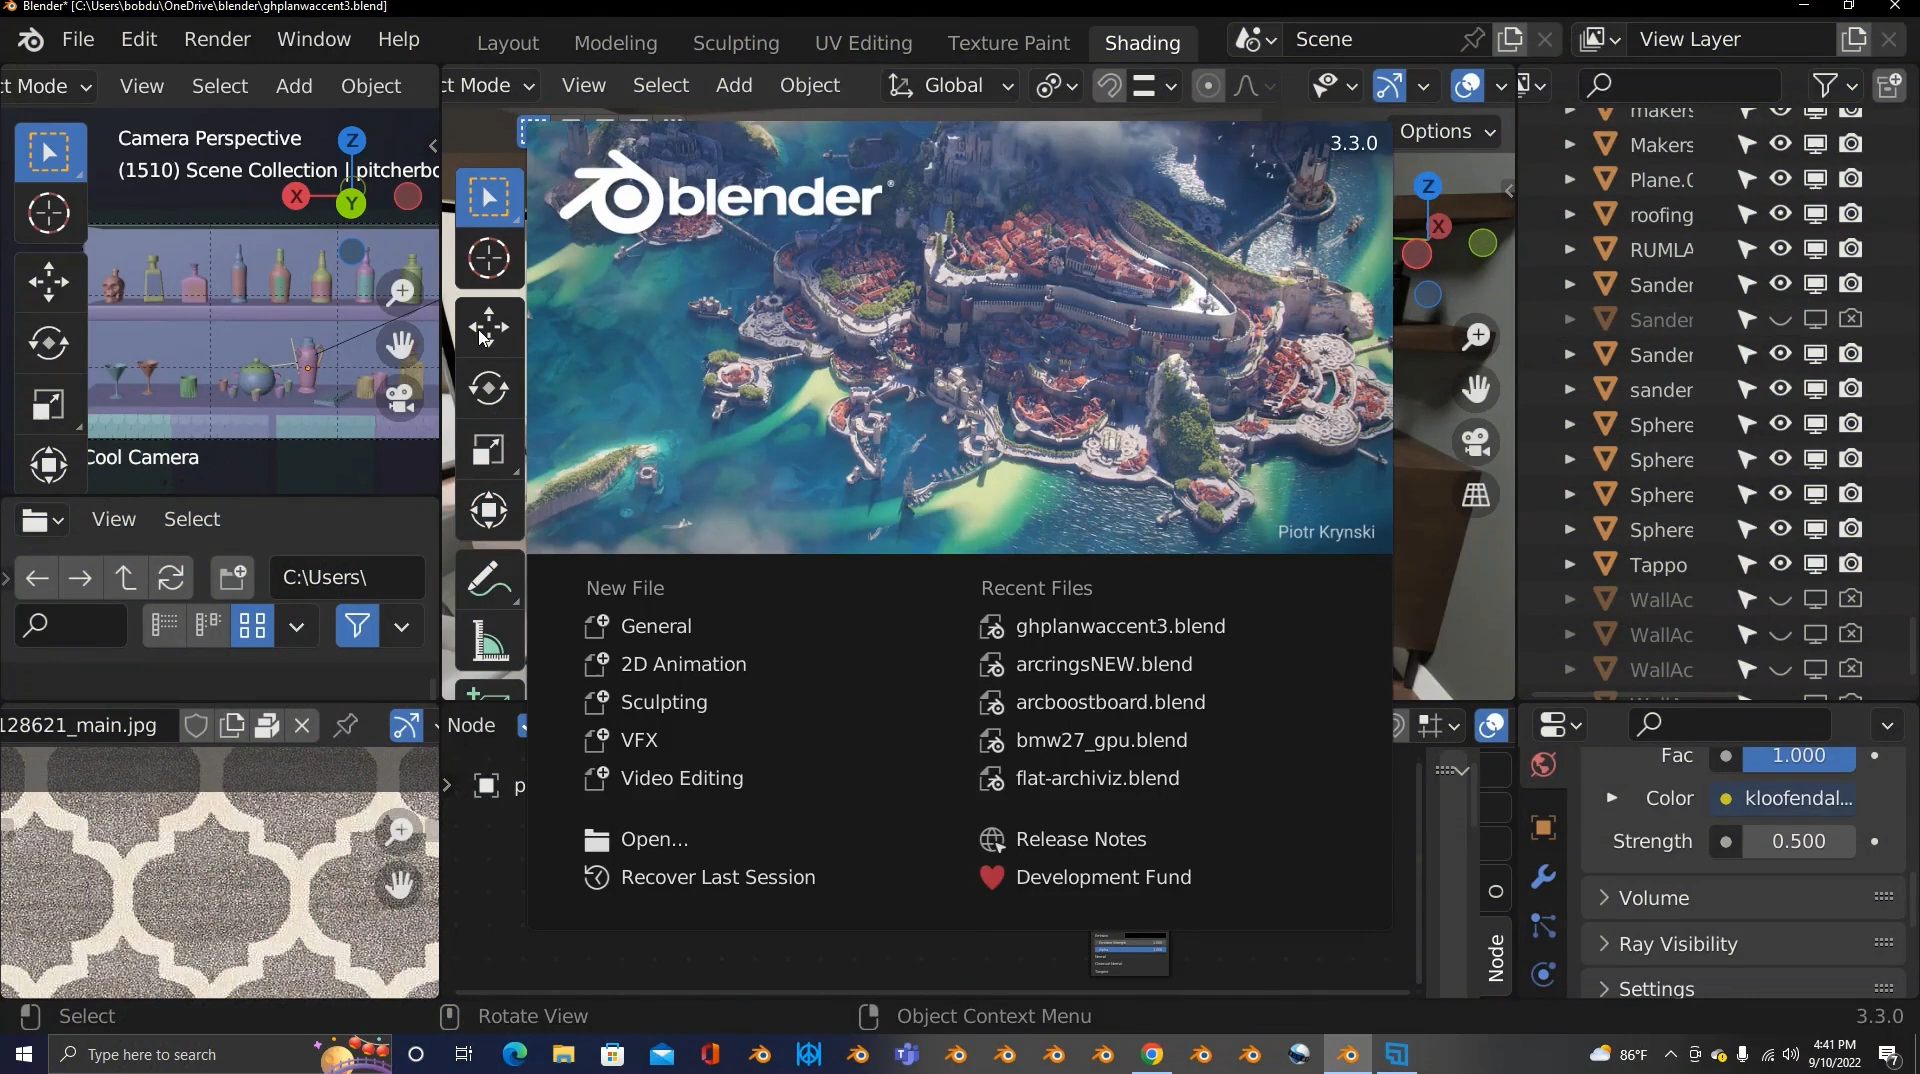 Blender* [C:\Users\bobdu\OneDrive\blender\ghplanwaccent3.blend]
File Edit Render Window Help
Layout Modeling Sculpting UV Editing Texture Paint Shading
Scene
View Layer
ct Mode View Select Add Object
ct Mode View Select Add Object Global
Options
Camera Perspective
(1510) Scene Collection | pitcherbo
Z
X
Y
Cool Camera
Z
X
3.3.0
blender
Piotr Krynski
New File
General
2D Animation
Sculpting
VFX
Video Editing
Open...
Recover Last Session
Recent Files
ghplanwaccent3.blend
arcringsNEW.blend
arcboostboard.blend
bmw27_gpu.blend
flat-archiviz.blend
Release Notes
Development Fund
View Select
C:\Users\
128621_main.jpg
Node
p
O
Node
makers
Makers
Plane.0
roofing
RUMLA
Sander
Sander
Sander
sander
Sphere
Sphere
Sphere
Sphere
Tappo
WallAc
WallAc
WallAc
Fac 1.000
Color kloofendal...
Strength 0.500
Volume
Ray Visibility
Settings
Select
Rotate View
Object Context Menu
3.3.0
Type here to search
86°F
4:41 PM
9/10/2022
7